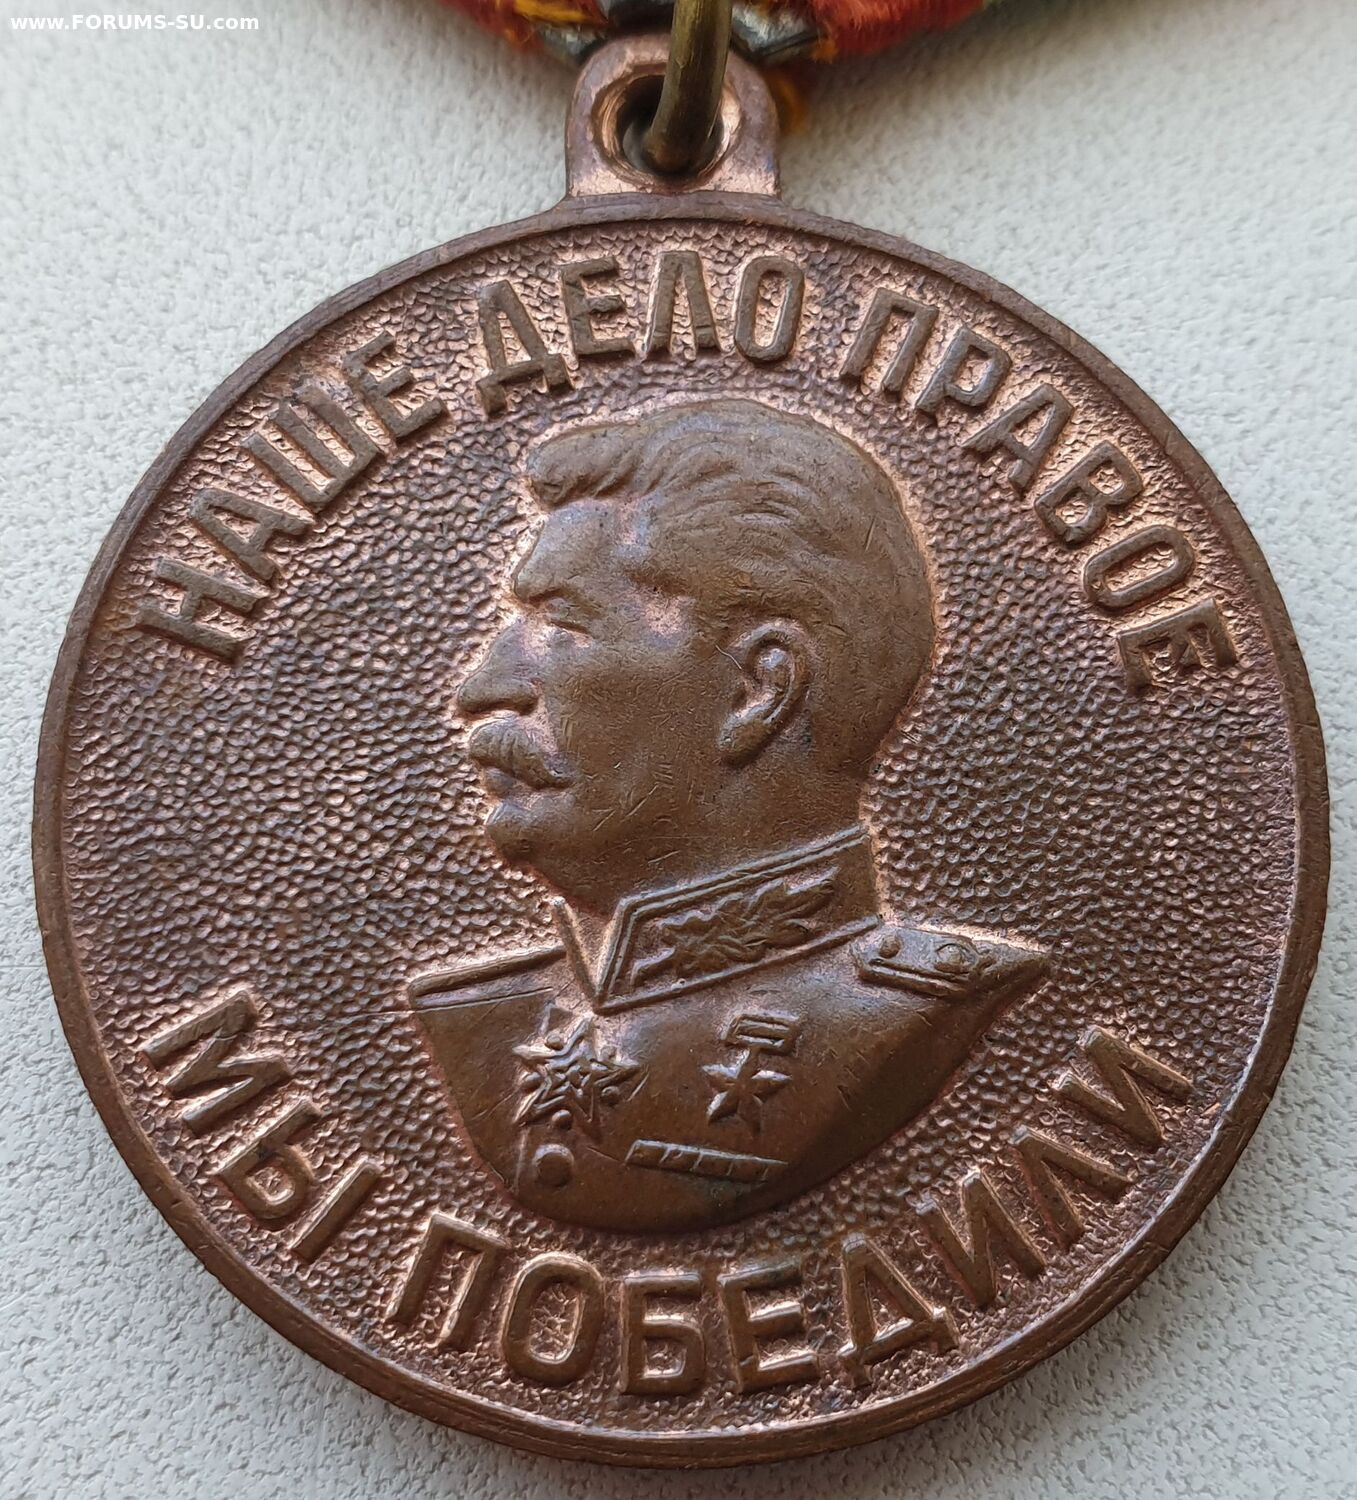 www.FORUMS-SU.com
НАШЕ ДЕЛО ПРАВОЕ
МЫ ПОБЕДИЛИ